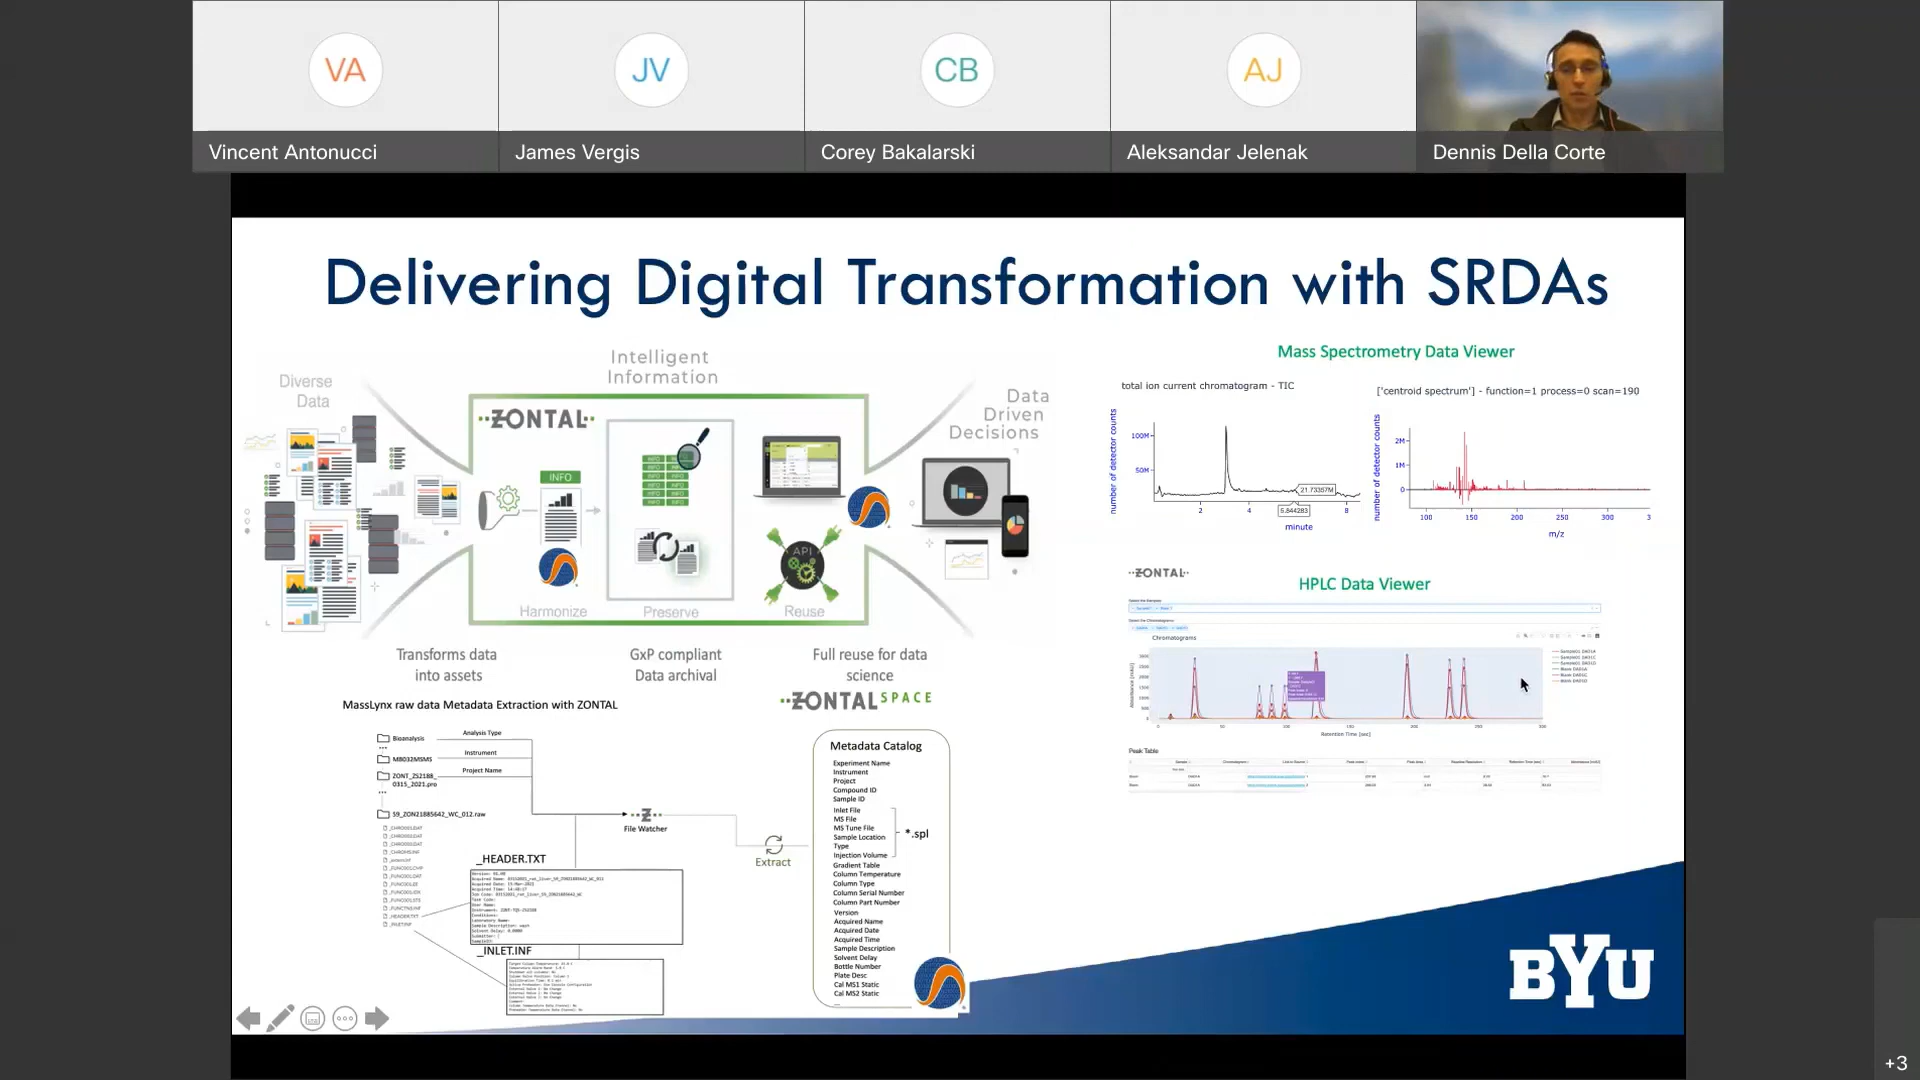 VA
JV
CB
AJ
Vincent Antonucci
James Vergis
Corey Bakalarski
Aleksandar Jelenak
Dennis Della Corte
Delivering Digital Transformation with SRDAs
Diverse
Data
Intelligent
Information
Data
Driven
Decisions
ZONTAL
INFO
API
Harmonize
Preserve
Reuse
Transforms data
into assets
GxP compliant
Data archival
Full reuse for data
science
ZONTAL SPACE
MassLynx raw data Metadata Extraction with ZONTAL
Bioanalysis
Analysis Type
M8032MSMS
Instrument
ZONT_ZS2188_
0315_2021.pro
Project Name
S9_ZON21885642_WC_012.raw
File Watcher
_HEADER.TXT
_INLET.INF
Extract
Metadata Catalog
Experiment Name
Instrument
Project
Compound ID
Sample ID
Inlet File
MS File
MS Tune File
Sample Location
Type
Injection Volume
*.spl
Gradient Table
Column Temperature
Column Type
Column Serial Number
Column Part Number
Version
Acquired Name
Acquired Date
Acquired Time
Sample Description
Solvent Delay
Bottle Number
Plate Desc
Cal MS1 Static
Cal MS2 Static
Mass Spectrometry Data Viewer
total ion current chromatogram - TIC
number of detector counts
100M
50M
21.73357M
5.844283
2 4 8
minute
['centroid spectrum'] - function=1 process=0 scan=190
number of detector counts
2M
1M
0
100 150 200 250 300 3
m/z
ZONTAL
HPLC Data Viewer
Chromatograms
Retention Time [sec]
Peak Table
BYU
+3